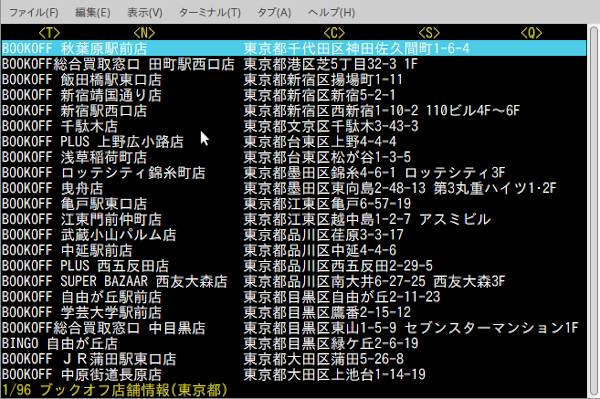 ファイル(F) 編集(E) 表示(V) ターミナル(T) タブ(A) ヘルプ(H)
<T> <N> <C> <S> <Q>
BOOKOFF 秋葉原駅前店 東京都千代田区神田佐久間町1-6-4
BOOKOFF総合買取窓口 田町駅西口店 東京都港区芝5丁目32-3 1F
BOOKOFF 飯田橋駅東口店 東京都新宿区揚場町1-11
BOOKOFF 新宿靖国通り店 東京都新宿区新宿5-2-1
BOOKOFF 新宿駅西口店 東京都新宿区西新宿1-10-2 110ビル4F～6F
BOOKOFF 千駄木店 東京都文京区千駄木3-43-3
BOOKOFF PLUS 上野広小路店 東京都台東区上野4-4-4
BOOKOFF 浅草稲荷町店 東京都台東区松が谷1-3-5
BOOKOFF ロッテシティ錦糸町店 東京都墨田区錦糸4-6-1 ロッテシティ3F
BOOKOFF 曳舟店 東京都墨田区東向島2-48-13 第3丸重ハイツ1･2F
BOOKOFF 亀戸駅東口店 東京都江東区亀戸6-57-19
BOOKOFF 江東門前仲町店 東京都江東区越中島1-2-7 アスミビル
BOOKOFF 武蔵小山パルム店 東京都品川区荏原3-3-17
BOOKOFF 中延駅前店 東京都品川区中延4-4-6
BOOKOFF PLUS 西五反田店 東京都品川区西五反田2-29-5
BOOKOFF SUPER BAZAAR 西友大森店 東京都品川区南大井6-27-25 西友大森3F
BOOKOFF 自由が丘駅前店 東京都目黒区自由が丘2-11-23
BOOKOFF 学芸大学駅前店 東京都目黒区鷹番2-15-12
BOOKOFF総合買取窓口 中目黒店 東京都目黒区東山1-5-9 セブンスターマンション1F
BINGO 自由が丘店 東京都目黒区緑ケ丘2-6-19
BOOKOFF ＪＲ蒲田駅東口店 東京都大田区蒲田5-26-8
BOOKOFF 中原街道長原店 東京都大田区上池台1-14-19
1/96 ブックオフ店舗情報(東京都)